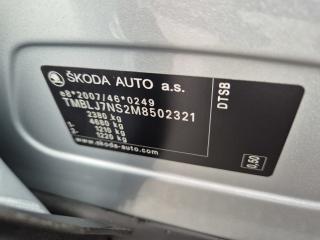 ŠKODA AUTO a.s.
e8*2007/46*0249
TMBLJ7NS2M8502321
2380 kg
4680 kg
1- 1210 kg
2- 1220 kg
www.skoda-auto.com
DTSB
0,50